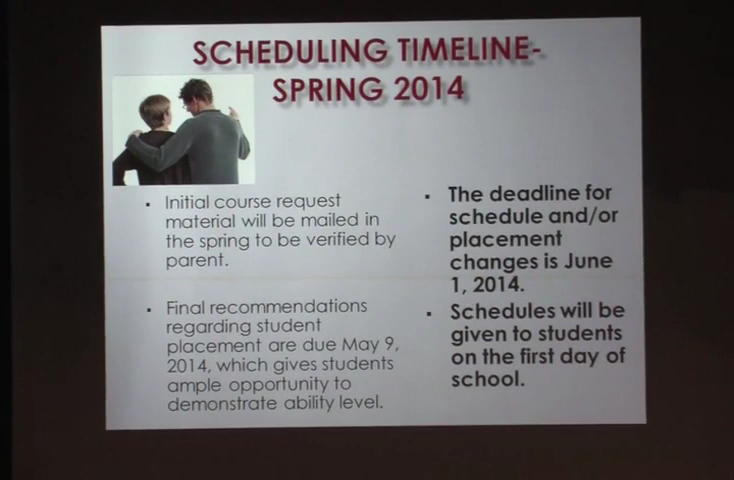 SCHEDULING TIMELINE-
SPRING 2014
▪ Initial course request
material will be mailed in
the spring to be verified by
parent.
▪ Final recommendations
regarding student
placement are due May 9,
2014, which gives students
ample opportunity to
demonstrate ability level.
▪ The deadline for
schedule and/or
placement
changes is June
1, 2014.
▪ Schedules will be
given to students
on the first day of
school.